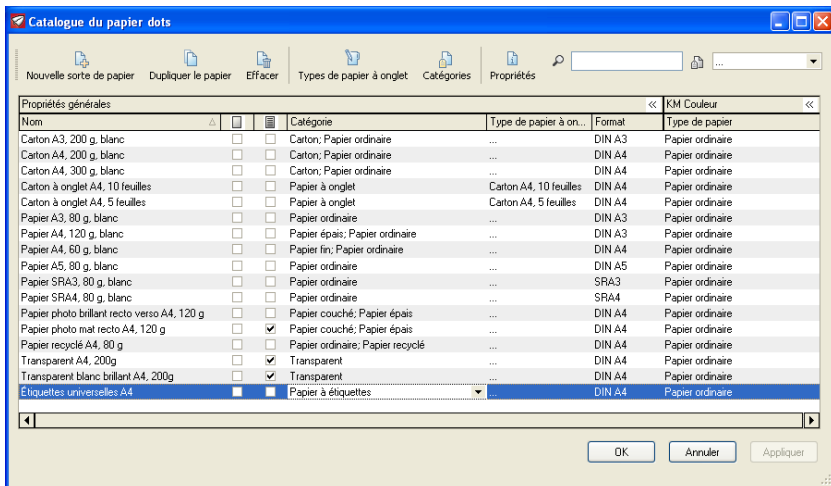 Catalogue du papier dots
Nouvelle sorte de papier Dupliquer le papier Effacer Types de papier à onglet Catégories Propriétés ...
Propriétés générales « KM Couleur «
Nom Catégorie Type de papier à on... Format Type de papier
Carton A3, 200 g, blanc Carton; Papier ordinaire ... DIN A3 Papier ordinaire
Carton A4, 200 g, blanc Carton; Papier ordinaire ... DIN A4 Papier ordinaire
Carton A4, 300 g, blanc Carton; Papier ordinaire ... DIN A4 Papier ordinaire
Carton à onglet A4, 10 feuilles Papier à onglet Carton A4, 10 feuilles DIN A4 Papier ordinaire
Carton à onglet A4, 5 feuilles Papier à onglet Carton A4, 5 feuilles DIN A4 Papier ordinaire
Papier A3, 80 g, blanc Papier ordinaire ... DIN A3 Papier ordinaire
Papier A4, 120 g, blanc Papier épais; Papier ordinaire ... DIN A3 Papier ordinaire
Papier A4, 60 g, blanc Papier fin; Papier ordinaire ... DIN A4 Papier ordinaire
Papier A5, 80 g, blanc Papier ordinaire ... DIN A5 Papier ordinaire
Papier SRA3, 80 g, blanc Papier ordinaire ... SRA3 Papier ordinaire
Papier SRA4, 80 g, blanc Papier ordinaire ... SRA4 Papier ordinaire
Papier photo brillant recto verso A4, 120 g Papier couché; Papier épais ... DIN A4 Papier ordinaire
Papier photo mat recto A4, 120 g Papier couché; Papier épais ... DIN A4 Papier ordinaire
Papier recyclé A4, 80 g Papier ordinaire; Papier recyclé ... DIN A4 Papier ordinaire
Transparent A4, 200g Transparent ... DIN A4 Papier ordinaire
Transparent blanc brillant A4, 200g Transparent ... DIN A4 Papier ordinaire
Étiquettes universelles A4 Papier à étiquettes ... DIN A4 Papier ordinaire
OK Annuler Appliquer